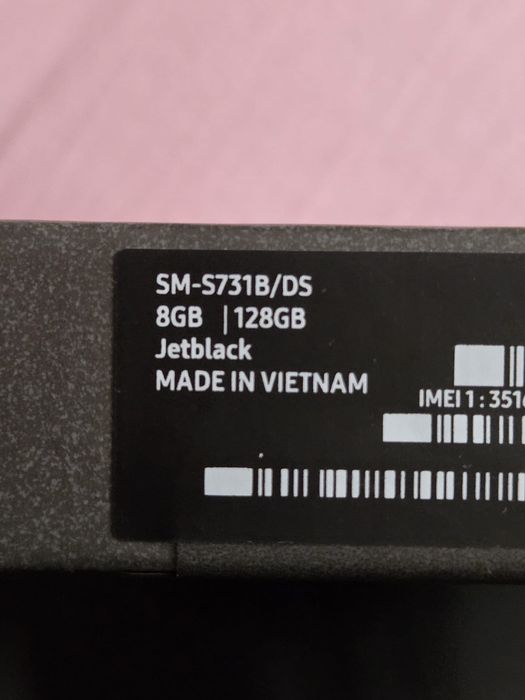 SM-S731B/DS
8GB | 128GB
Jetblack
MADE IN VIETNAM
IMEI 1 : 351